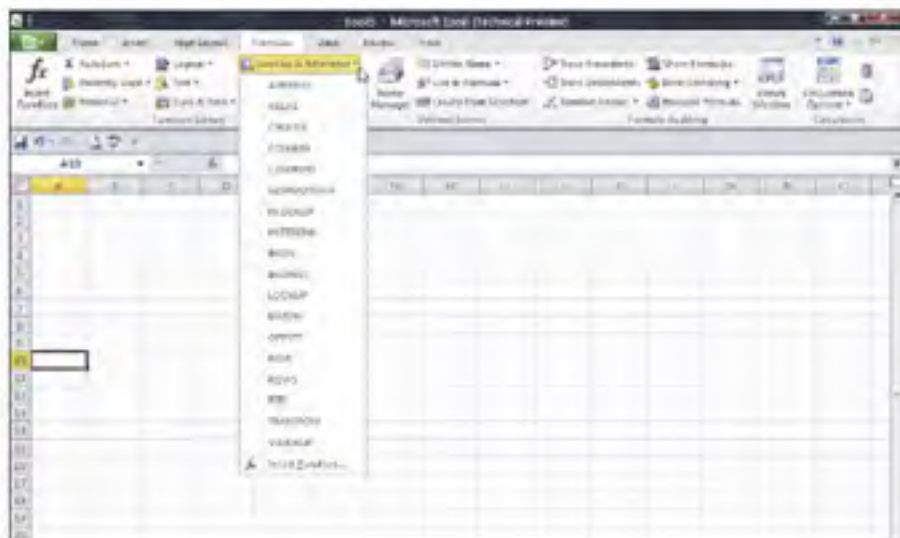 Book1 - Microsoft Excel (Technical Preview)
Home Insert Page Layout Formulas Data Review View
fx Σ AutoSum Logical Lookup & Reference Define Name Trace Precedents Show Formulas
Insert Function Recently Used Text Name Manager Use in Formula Trace Dependents Error Checking Watch Window Calculation Options
Financial Date & Time Create from Selection Remove Arrows Evaluate Formula
Function Library Defined Names Formula Auditing Calculation
A10
ADDRESS
AREAS
CHOOSE
COLUMN
COLUMNS
GETPIVOTDATA
HLOOKUP
HYPERLINK
INDEX
INDIRECT
LOOKUP
MATCH
OFFSET
ROW
ROWS
RTD
TRANSPOSE
VLOOKUP
fx Insert Function...